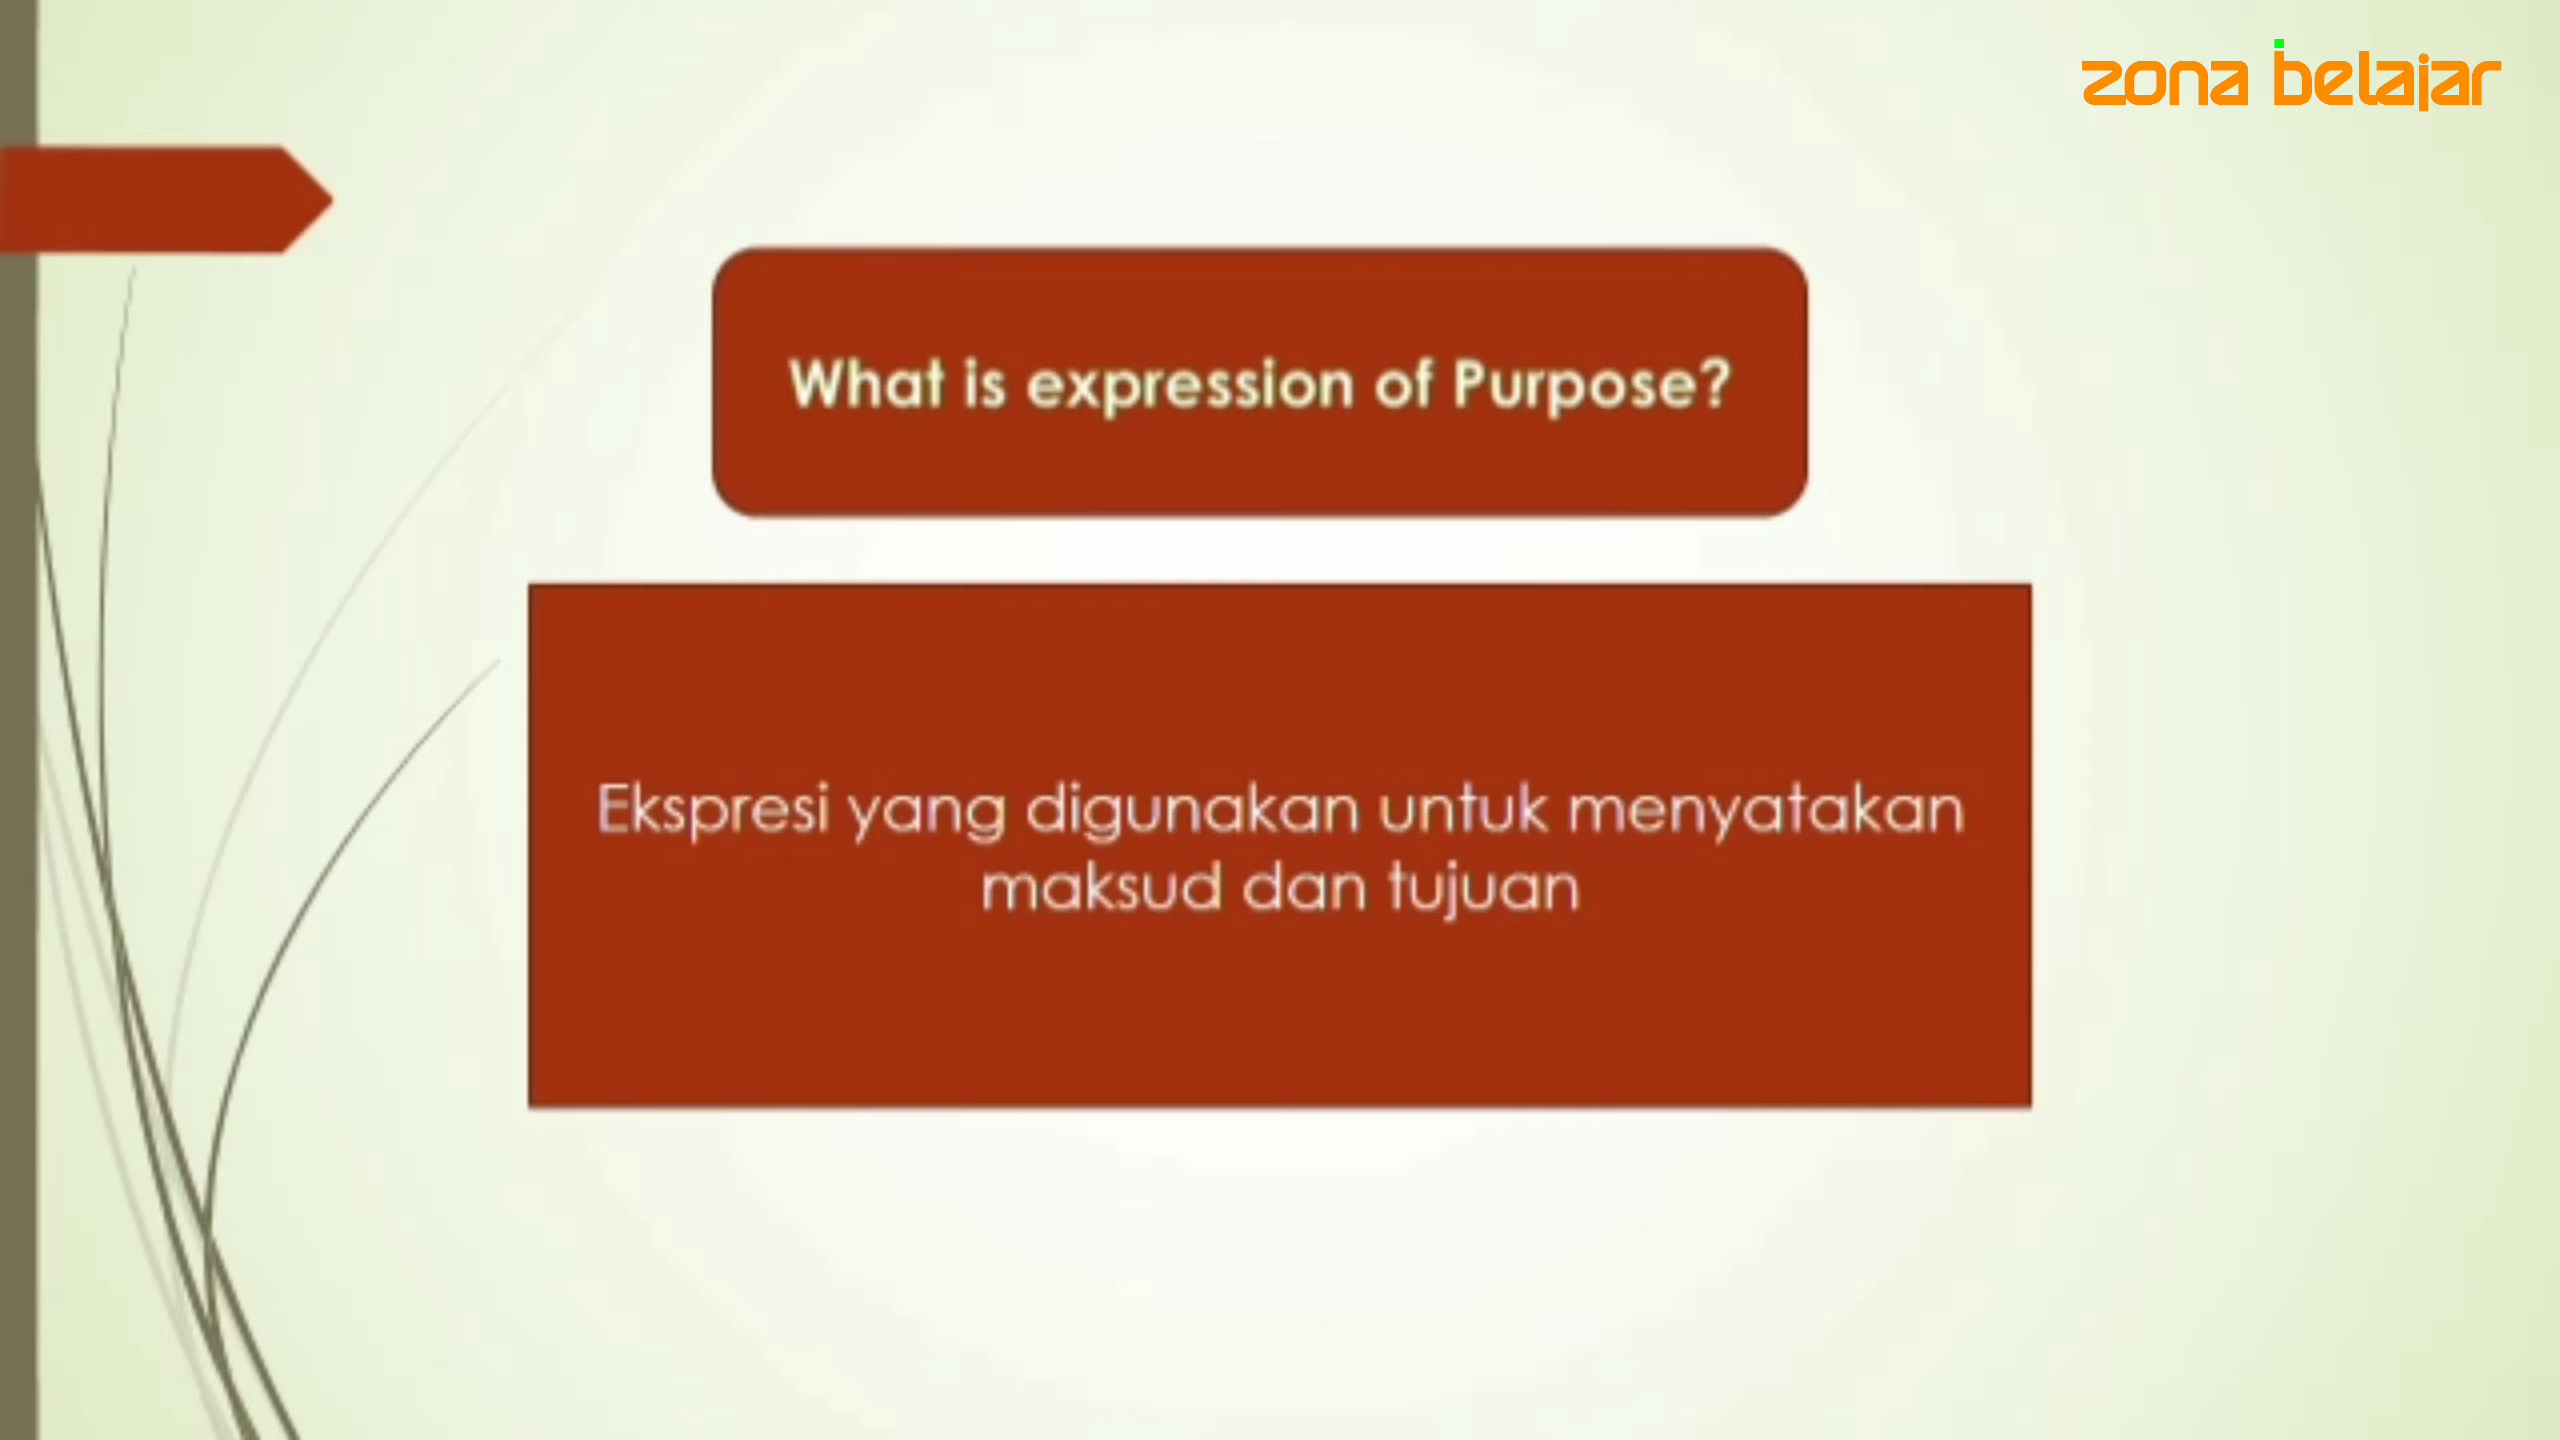 zona belajar
What is expression of Purpose?
Ekspresi yang digunakan untuk menyatakan
maksud dan tujuan